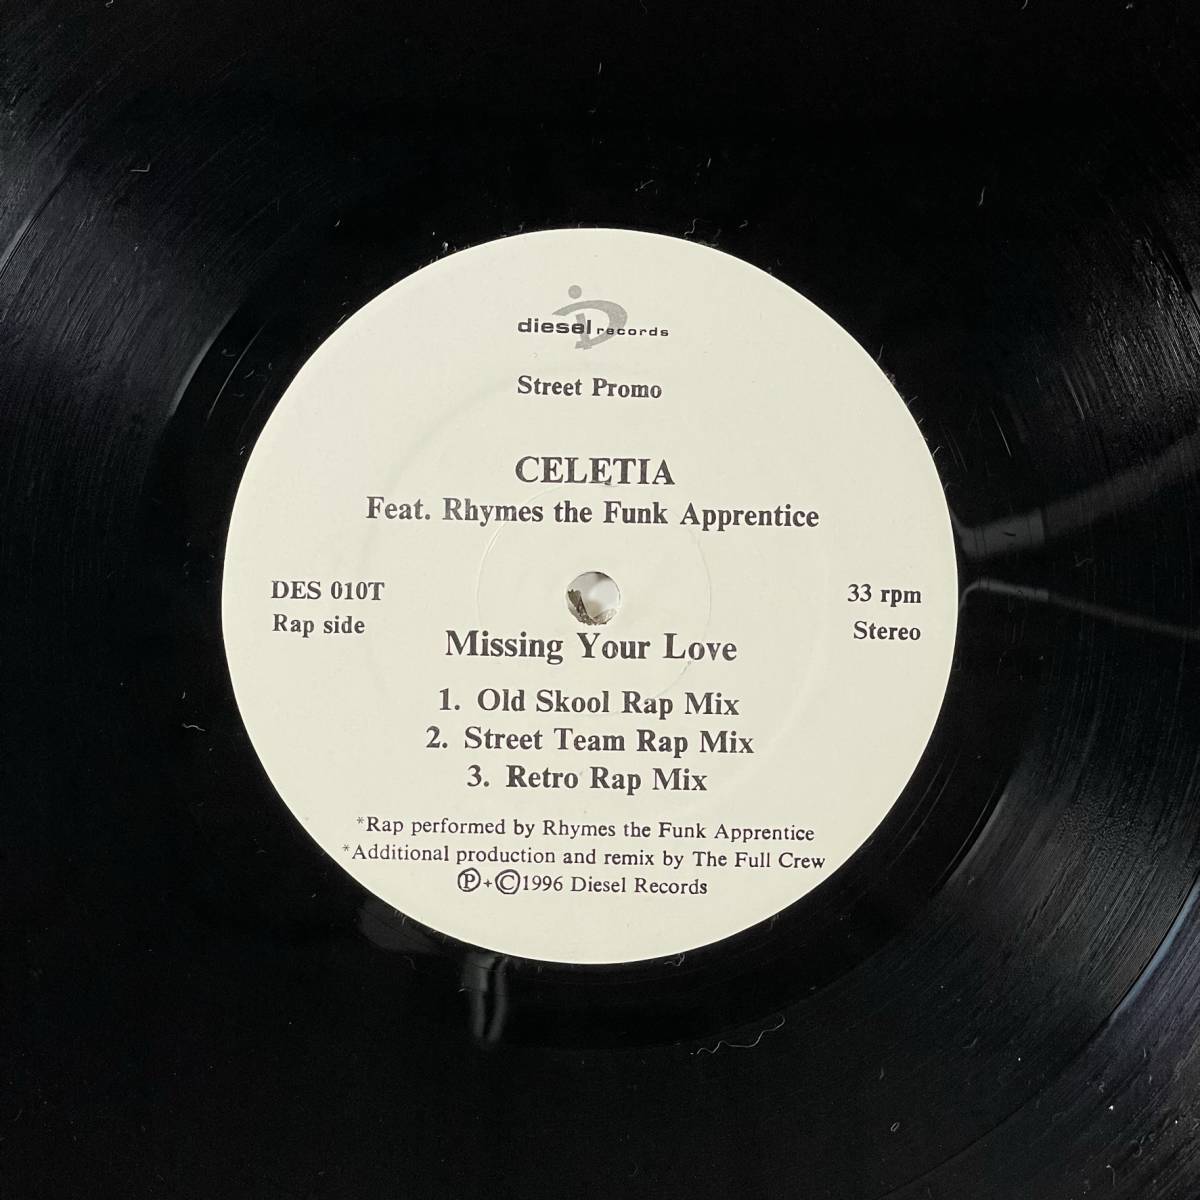 diesel records
Street Promo
CELETIA
Feat. Rhymes the Funk Apprentice
DES 010T
Rap side
33 rpm
Stereo
Missing Your Love
1. Old Skool Rap Mix
2. Street Team Rap Mix
3. Retro Rap Mix
*Rap performed by Rhymes the Funk Apprentice
*Additional production and remix by The Full Crew
Ⓟ+©1996 Diesel Records